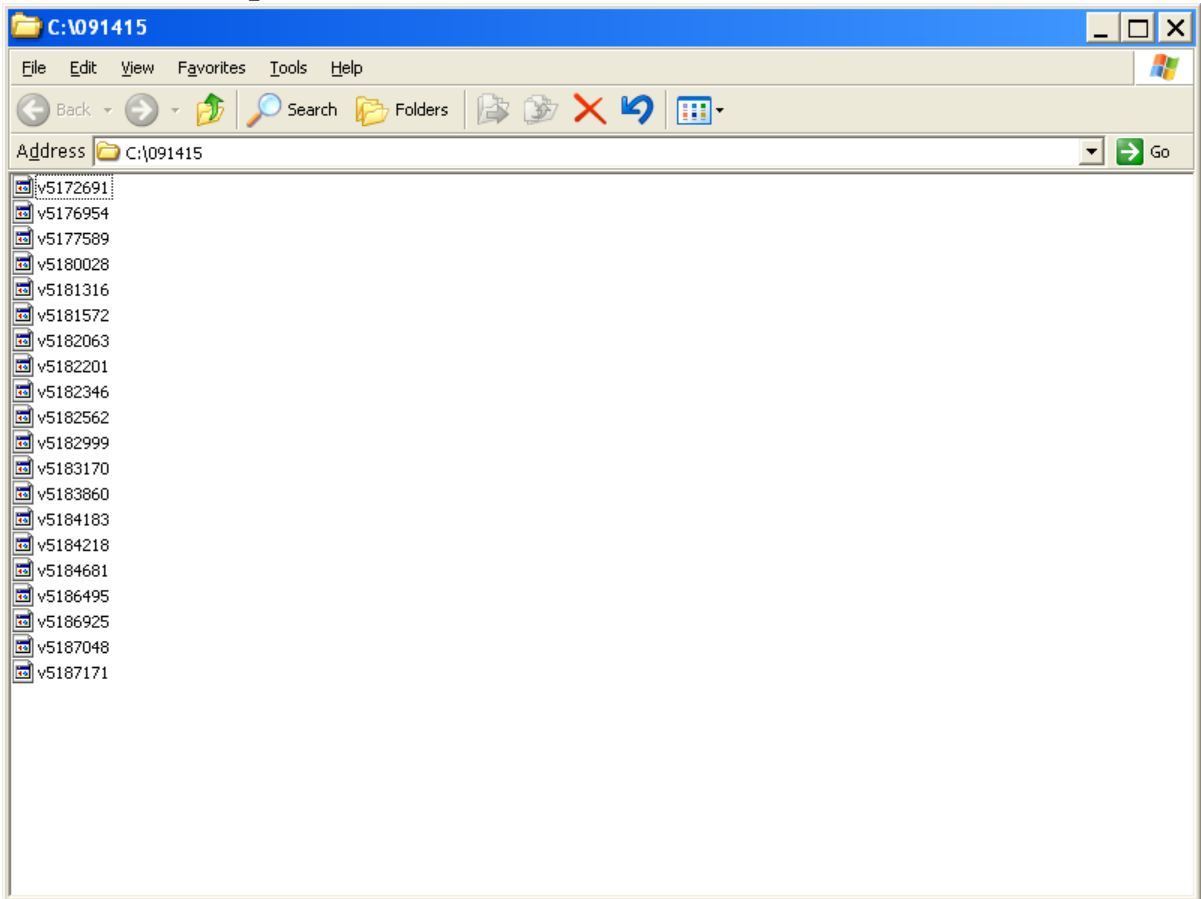 C:\091415
File Edit View Favorites Tools Help
Back Search Folders
Address C:\091415 Go
v5172691
v5176954
v5177589
v5180028
v5181316
v5181572
v5182063
v5182201
v5182346
v5182562
v5182999
v5183170
v5183860
v5184183
v5184218
v5184681
v5186495
v5186925
v5187048
v5187171